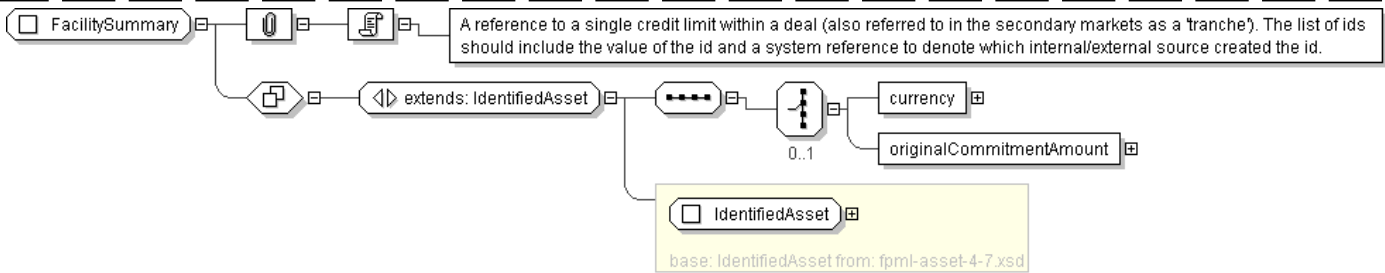 FacilitySummary
A reference to a single credit limit within a deal (also referred to in the secondary markets as a 'tranche'). The list of ids
should include the value of the id and a system reference to denote which internal/external source created the id.
extends: IdentifiedAsset
currency
0..1
originalCommitmentAmount
IdentifiedAsset
base: IdentifiedAsset from: fpml-asset-4-7.xsd